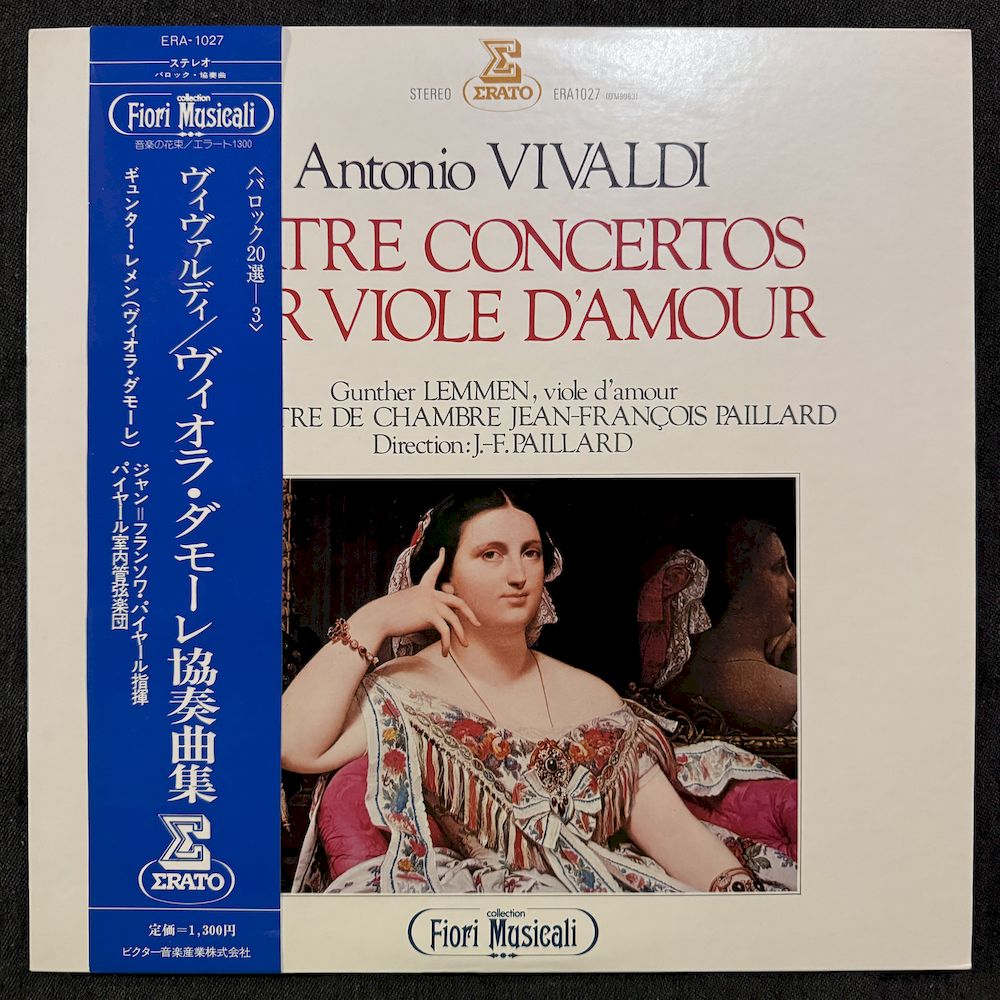 ERA-1027
ステレオ
バロック・協奏曲
collection
Fiori Musicali
音楽の花束／エラート1300
〈バロック20選—3〉
ヴィヴァルディ／ヴィオラ・ダモーレ協奏曲集
ギュンター・レメン(ヴィオラ・ダモーレ)
ジャン＝フランソワ・パイヤール指揮
パイヤール室内管弦楽団
ERATO
定価＝1,300円
ビクター音楽産業株式会社
STEREO ERATO ERA1027
Antonio VIVALDI
TRE CONCERTOS
R VIOLE D'AMOUR
Gunther LEMMEN, viole d'amour
TRE DE CHAMBRE JEAN-FRANÇOIS PAILLARD
Direction: J.-F. PAILLARD
collection
Fiori Musicali